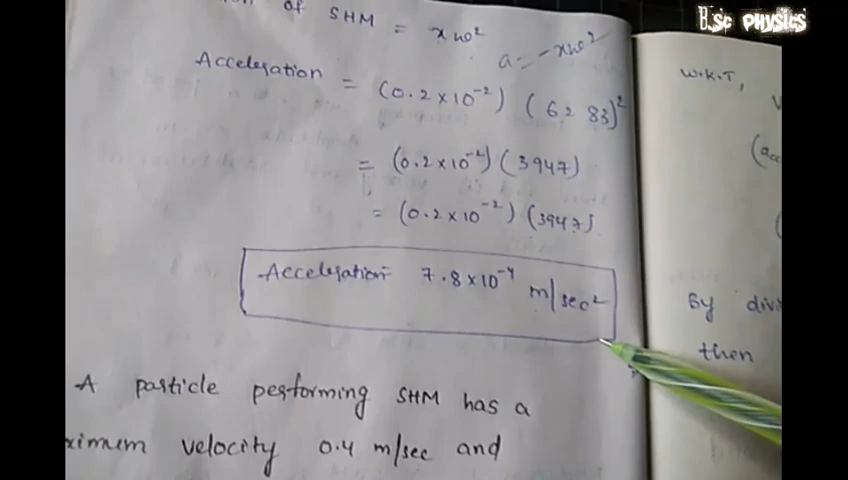 B.sc PHYSICS
of SHM = xω²
a = -xω²
Acceleration = (0.2×10⁻²) (62 83)²
= (0.2×10⁻²) (3947)
= (0.2×10⁻²) (3947)
Acceleration= 7.8×10⁻⁴ m/sec²
A particle performing SHM has a
ximum velocity 0.4 m/sec and
W.K.T,
(acc
By divi
then